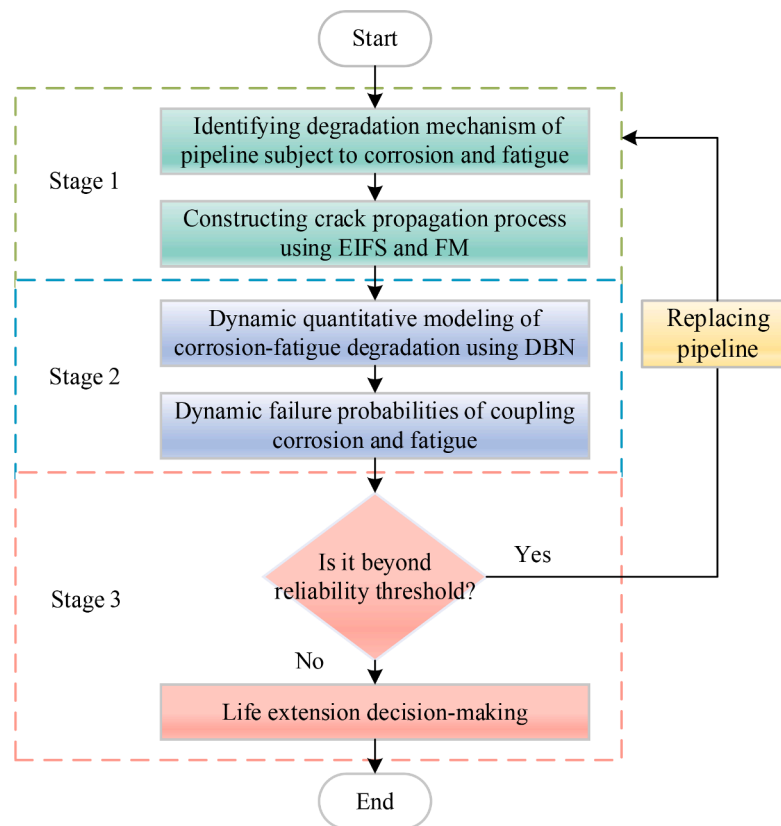 Start
Stage 1
Identifying degradation mechanism of
pipeline subject to corrosion and fatigue
Constructing crack propagation process
using EIFS and FM
Stage 2
Dynamic quantitative modeling of
corrosion-fatigue degradation using DBN
Dynamic failure probabilities of coupling
corrosion and fatigue
Replacing
pipeline
Stage 3
Is it beyond
reliability threshold?
Yes
No
Life extension decision-making
End